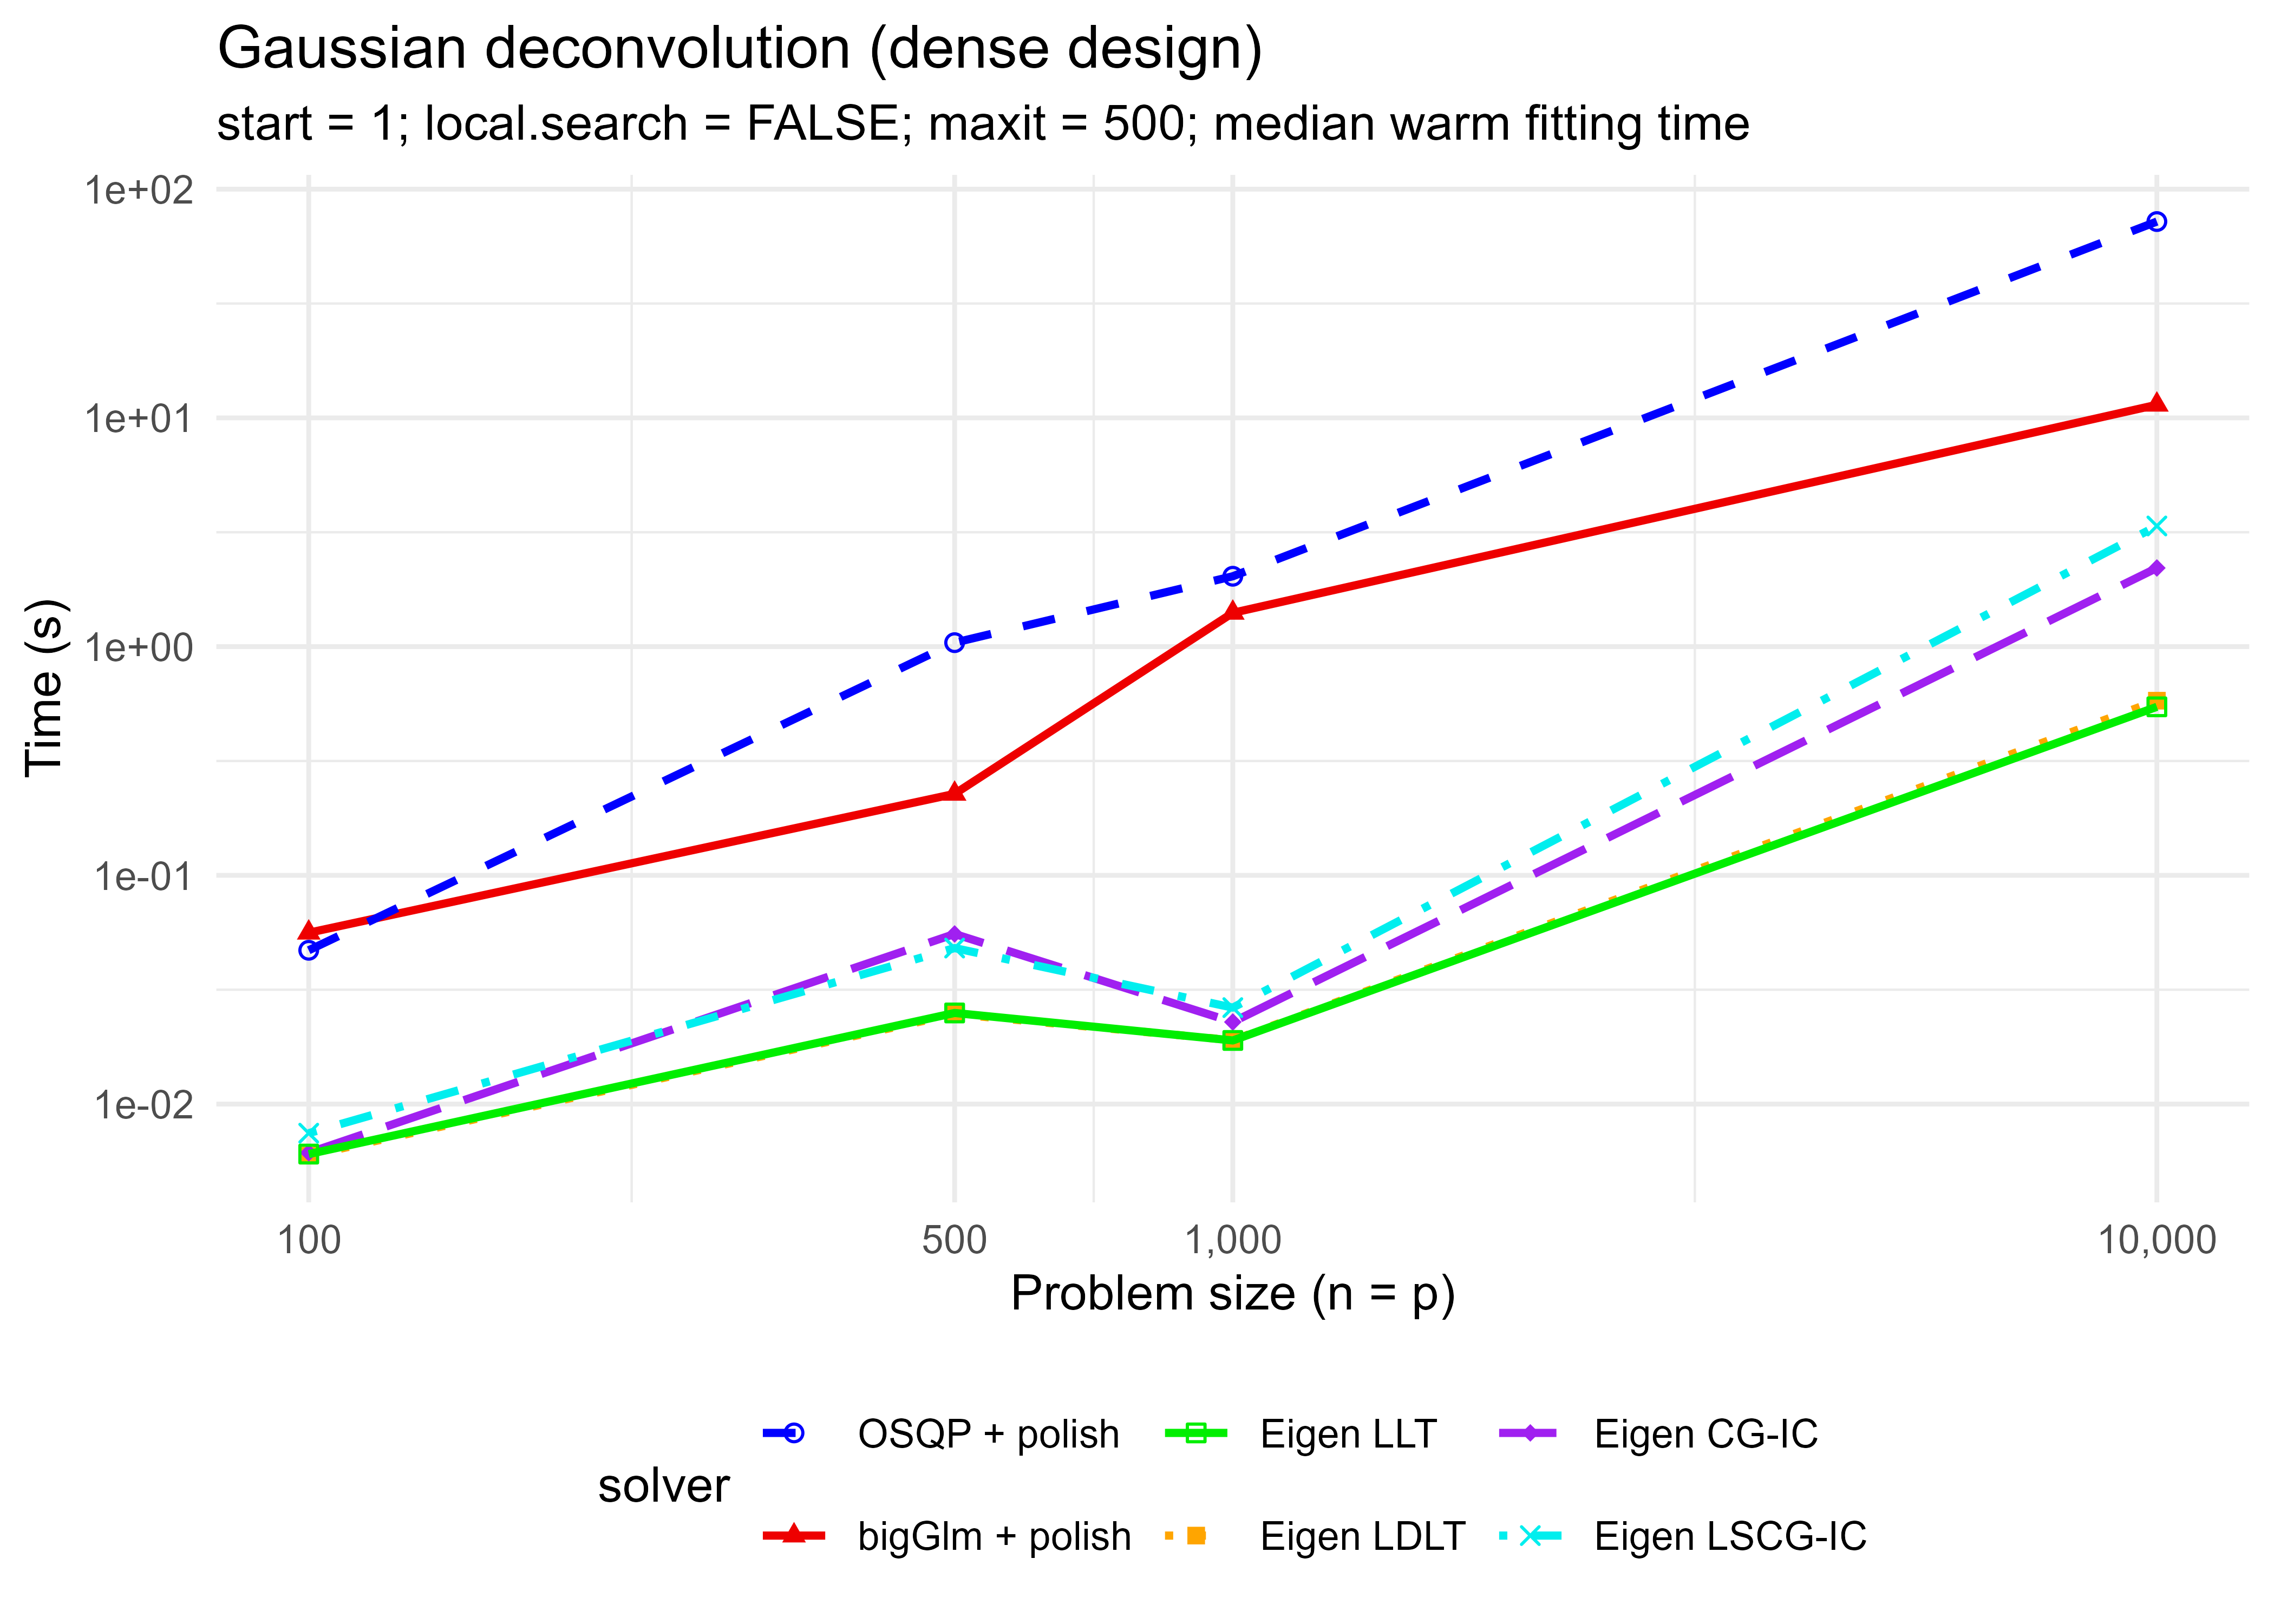 Gaussian deconvolution (dense design)
start = 1; local.search = FALSE; maxit = 500; median warm fitting time
1e+02
1e+01
1e+00
1e-01
1e-02
Time (s)
100 500 1,000 10,000
Problem size (n = p)
solver
OSQP + polish Eigen LLT Eigen CG-IC
bigGlm + polish Eigen LDLT Eigen LSCG-IC